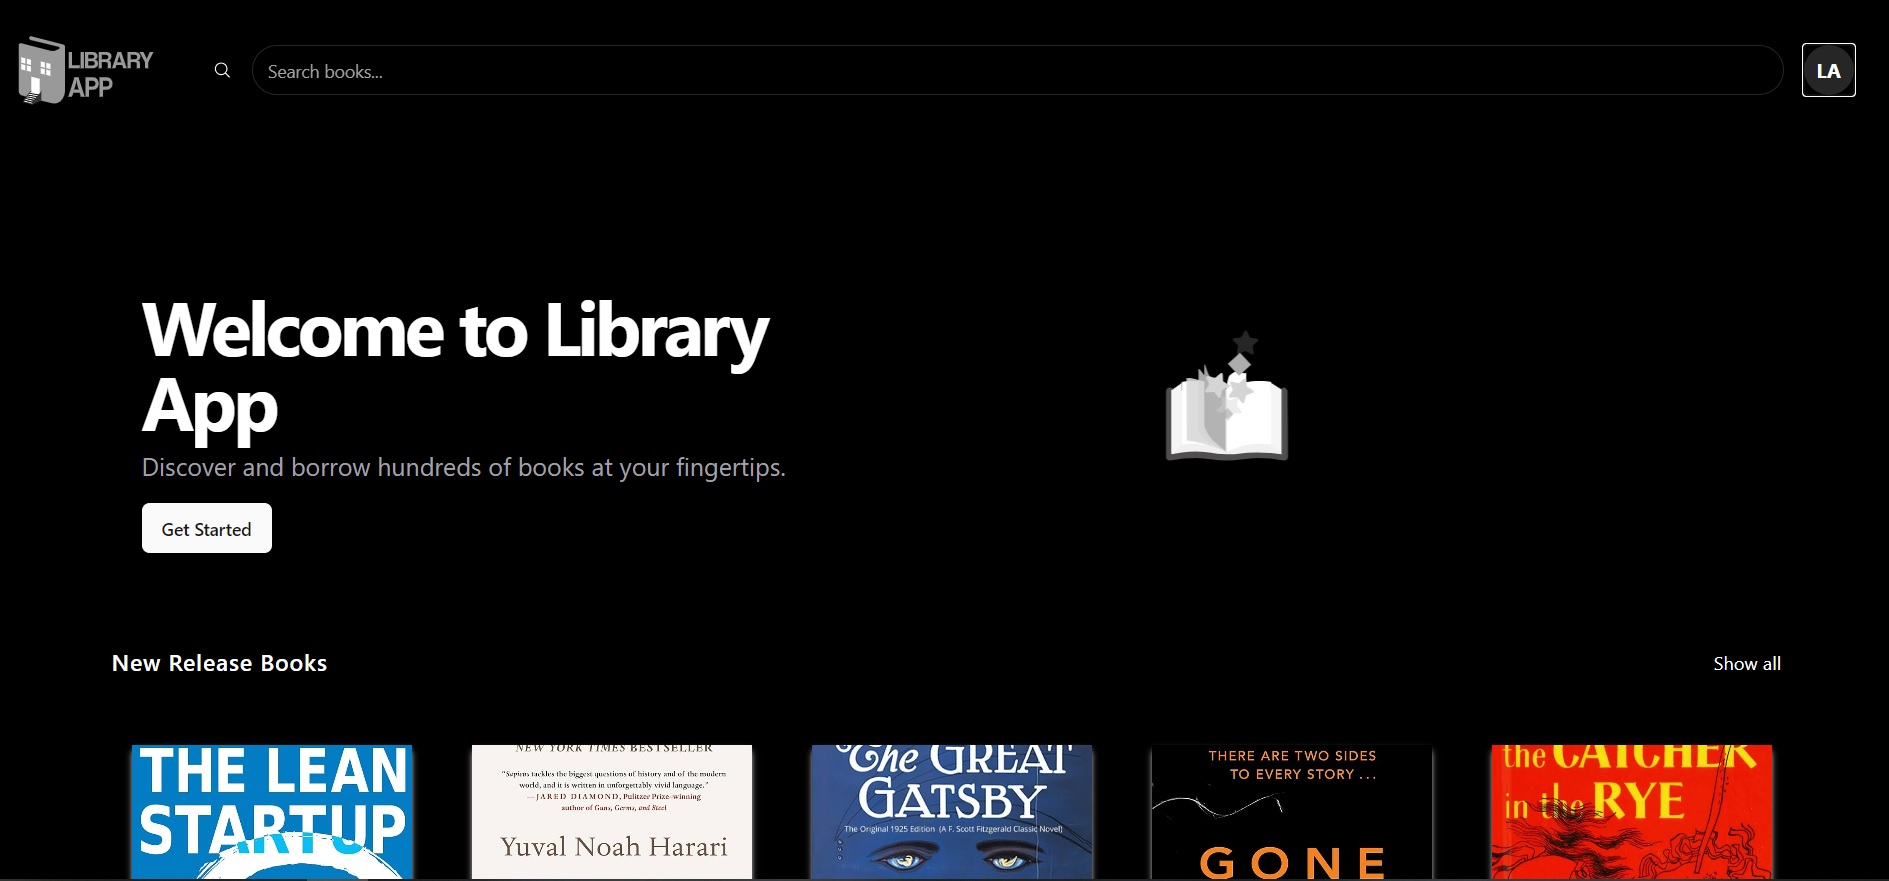 LIBRARY
APP
Search books...
LA
Welcome to Library
App
Discover and borrow hundreds of books at your fingertips.
Get Started
New Release Books
Show all
THE LEAN
STARTUP
NEW YORK TIMES BESTSELLER
"Sapiens tackles the biggest questions of history and of the modern
world, and it is written in unforgettably vivid language."
—JARED DIAMOND, Pulitzer Prize–winning
author of Guns, Germs, and Steel
Yuval Noah Harari
The GREAT
GATSBY
The Original 1925 Edition (A F. Scott Fitzgerald Classic Novel)
THERE ARE TWO SIDES
TO EVERY STORY ...
GONE
the CATCHER
in the RYE